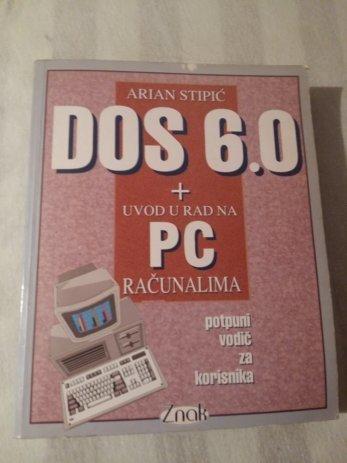 ARIAN STIPIĆ
DOS 6.0
+
UVOD U RAD NA
PC
RAČUNALIMA
potpuni
vodič
za
korisnika
Znak